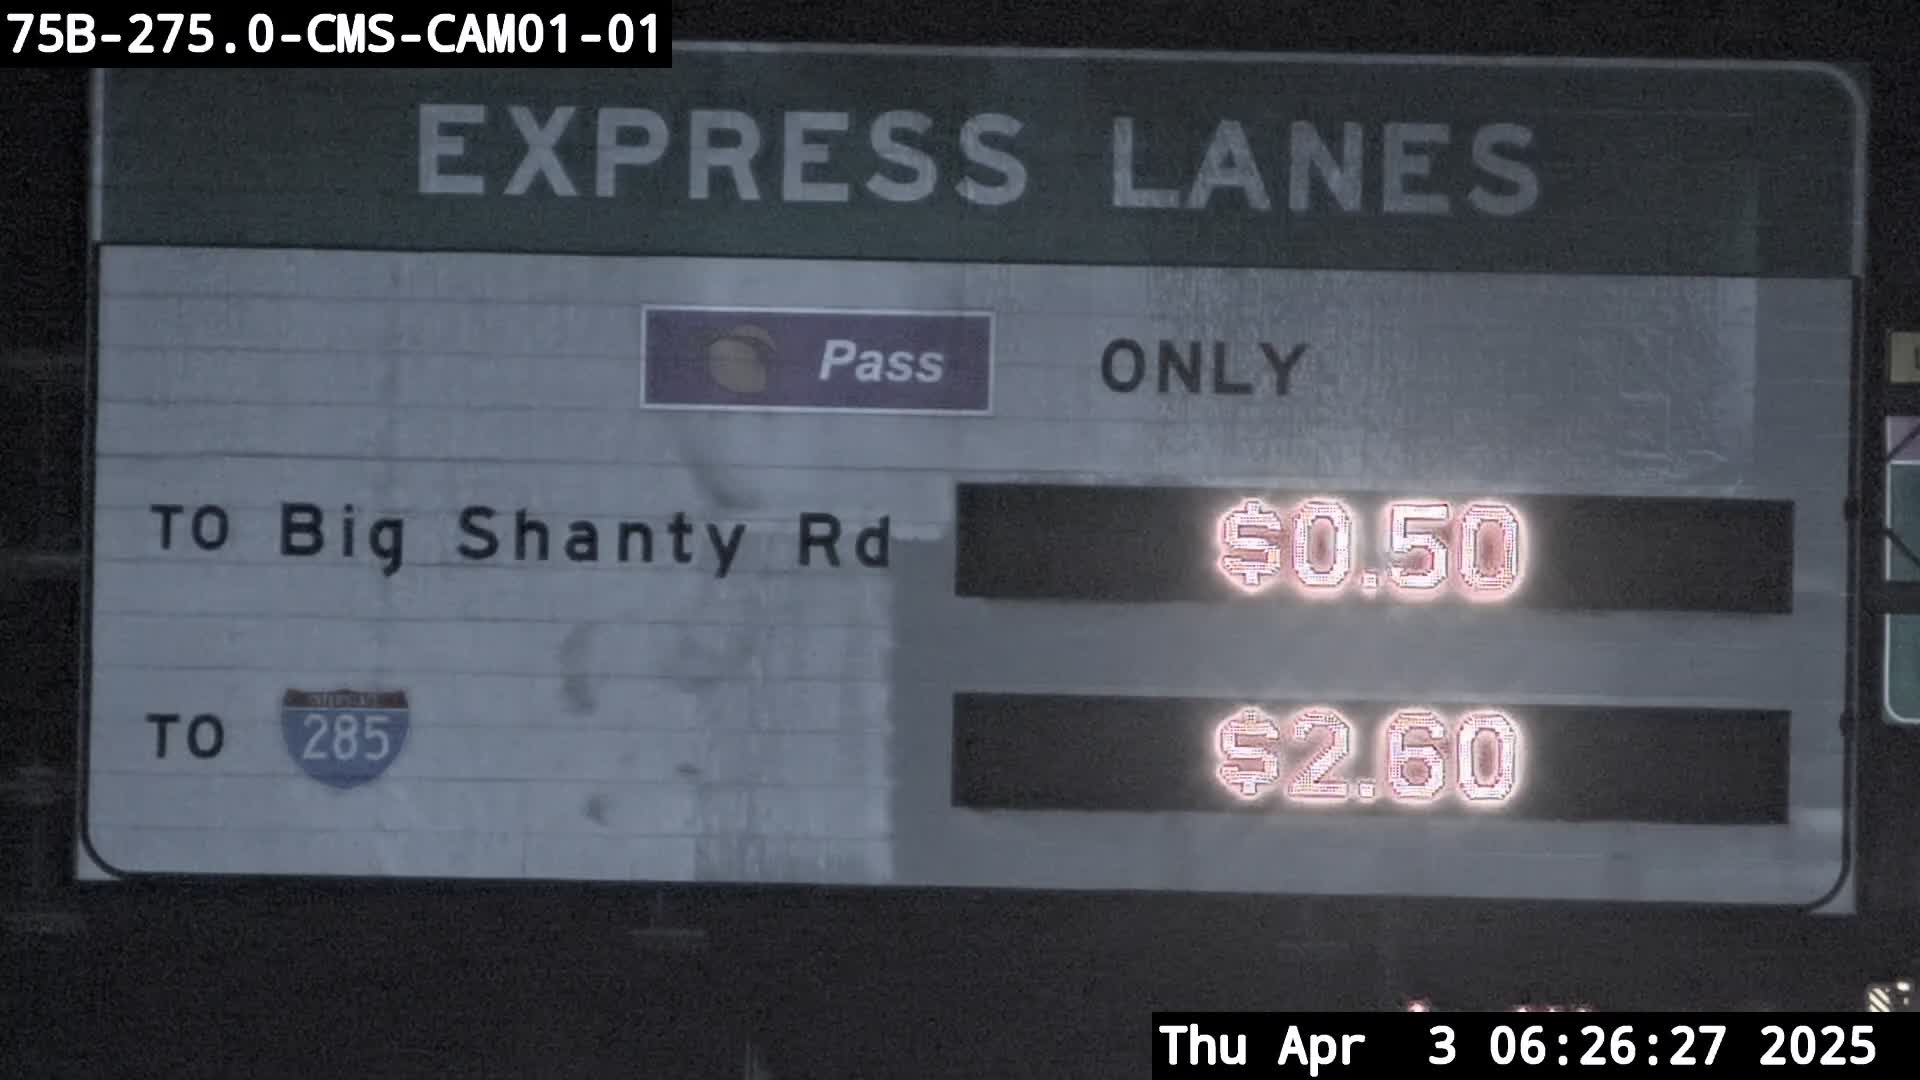 75B-275.0-CMS-CAM01-01
EXPRESS LANES
Pass ONLY
TO Big Shanty Rd $0.50
TO 285 $2.60
Thu Apr 3 06:26:27 2025